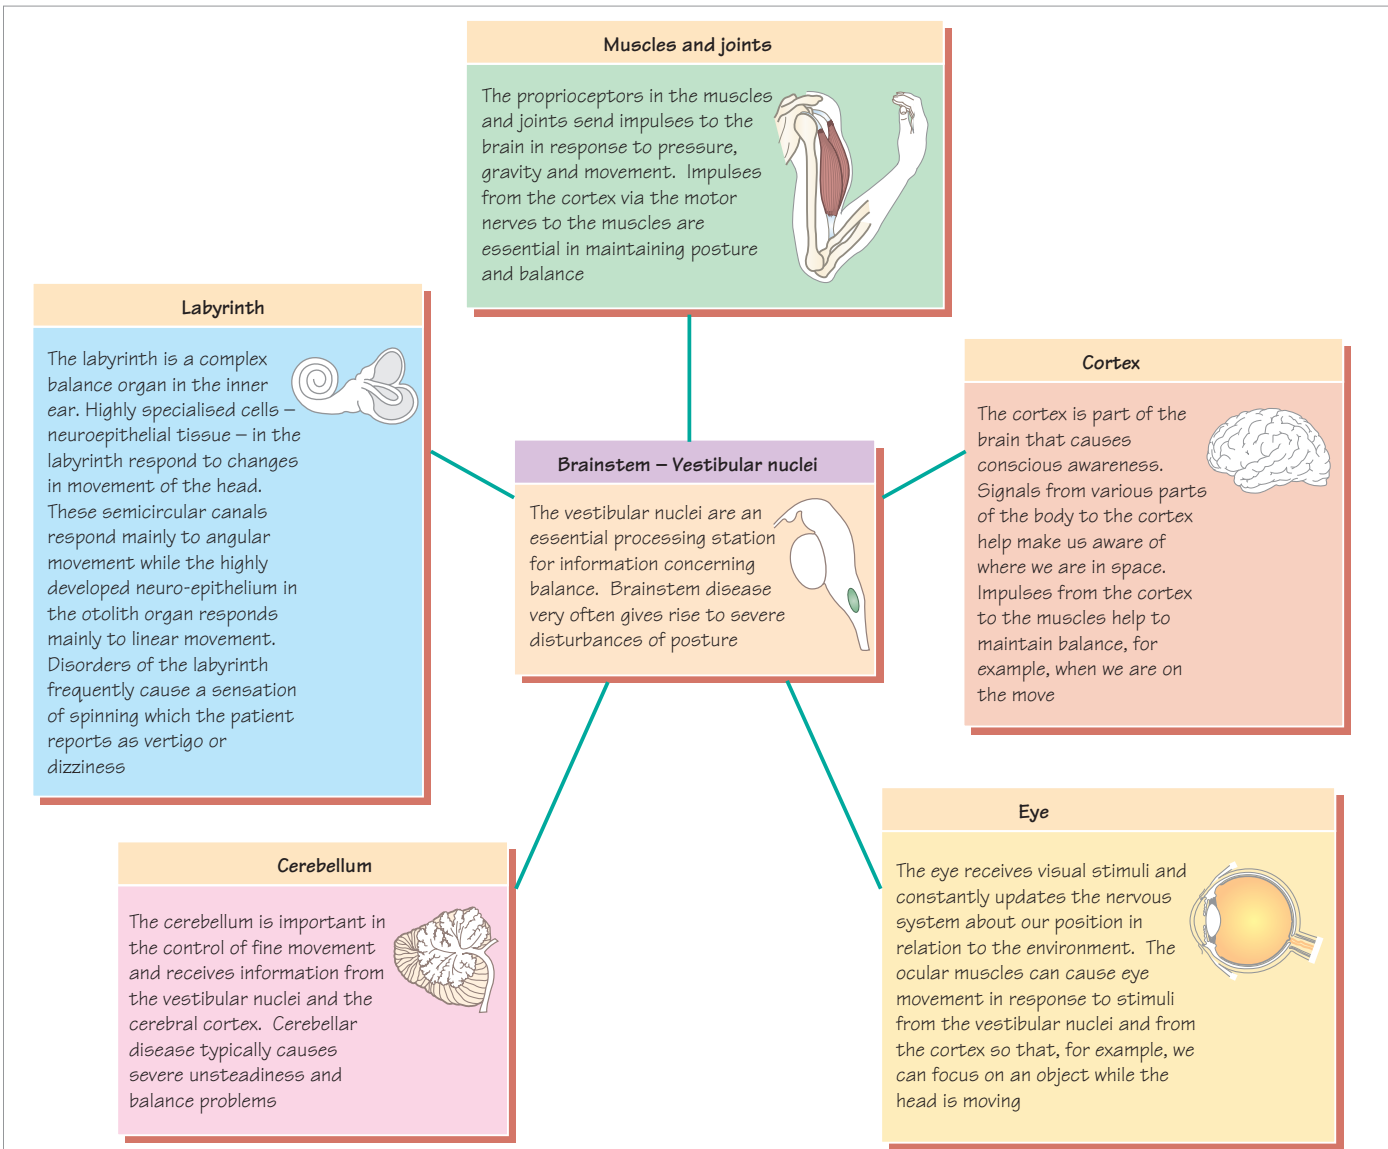 Muscles and joints
The proprioceptors in the muscles
and joints send impulses to the
brain in response to pressure,
gravity and movement. Impulses
from the cortex via the motor
nerves to the muscles are
essential in maintaining posture
and balance
Labyrinth
The labyrinth is a complex
balance organ in the inner
ear. Highly specialised cells –
neuroepithelial tissue – in the
labyrinth respond to changes
in movement of the head.
These semicircular canals
respond mainly to angular
movement while the highly
developed neuro-epithelium in
the otolith organ responds
mainly to linear movement.
Disorders of the labyrinth
frequently cause a sensation
of spinning which the patient
reports as vertigo or
dizziness
Cortex
The cortex is part of the
brain that causes
conscious awareness.
Signals from various parts
of the body to the cortex
help make us aware of
where we are in space.
Impulses from the cortex
to the muscles help to
maintain balance, for
example, when we are on
the move
Brainstem – Vestibular nuclei
The vestibular nuclei are an
essential processing station
for information concerning
balance. Brainstem disease
very often gives rise to severe
disturbances of posture
Cerebellum
The cerebellum is important in
the control of fine movement
and receives information from
the vestibular nuclei and the
cerebral cortex. Cerebellar
disease typically causes
severe unsteadiness and
balance problems
Eye
The eye receives visual stimuli and
constantly updates the nervous
system about our position in
relation to the environment. The
ocular muscles can cause eye
movement in response to stimuli
from the vestibular nuclei and from
the cortex so that, for example, we
can focus on an object while the
head is moving